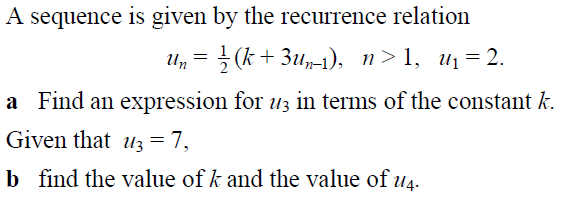 A sequence is given by the recurrence relation
uₙ = ½ (k + 3uₙ₋₁), n > 1, u₁ = 2.
a Find an expression for u₃ in terms of the constant k.
Given that u₃ = 7,
b find the value of k and the value of u₄.